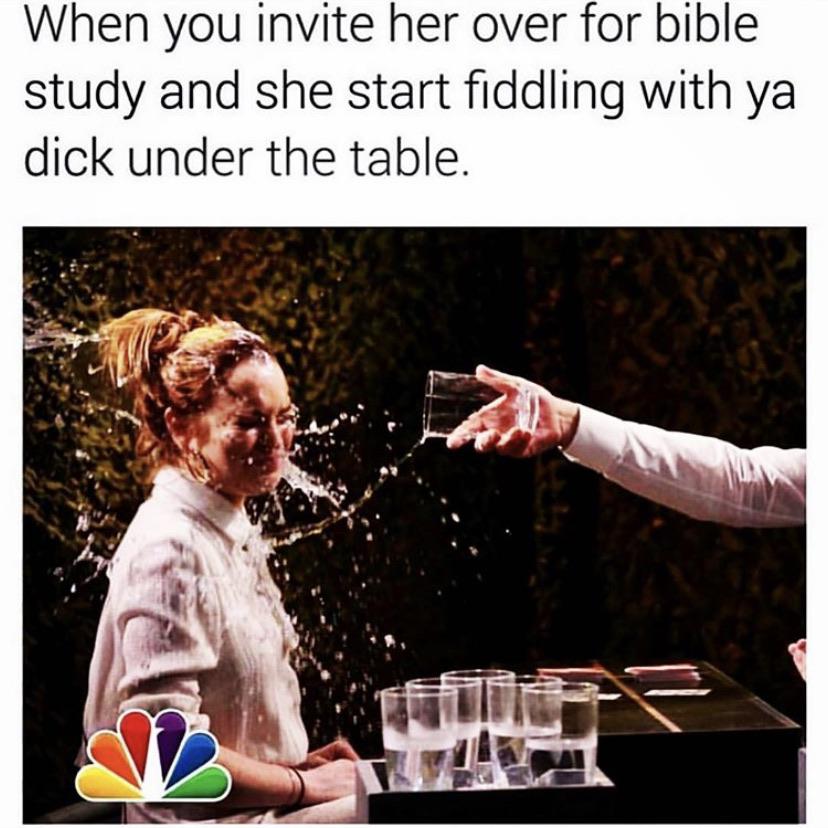 When you invite her over for bible
study and she start fiddling with ya
dick under the table.